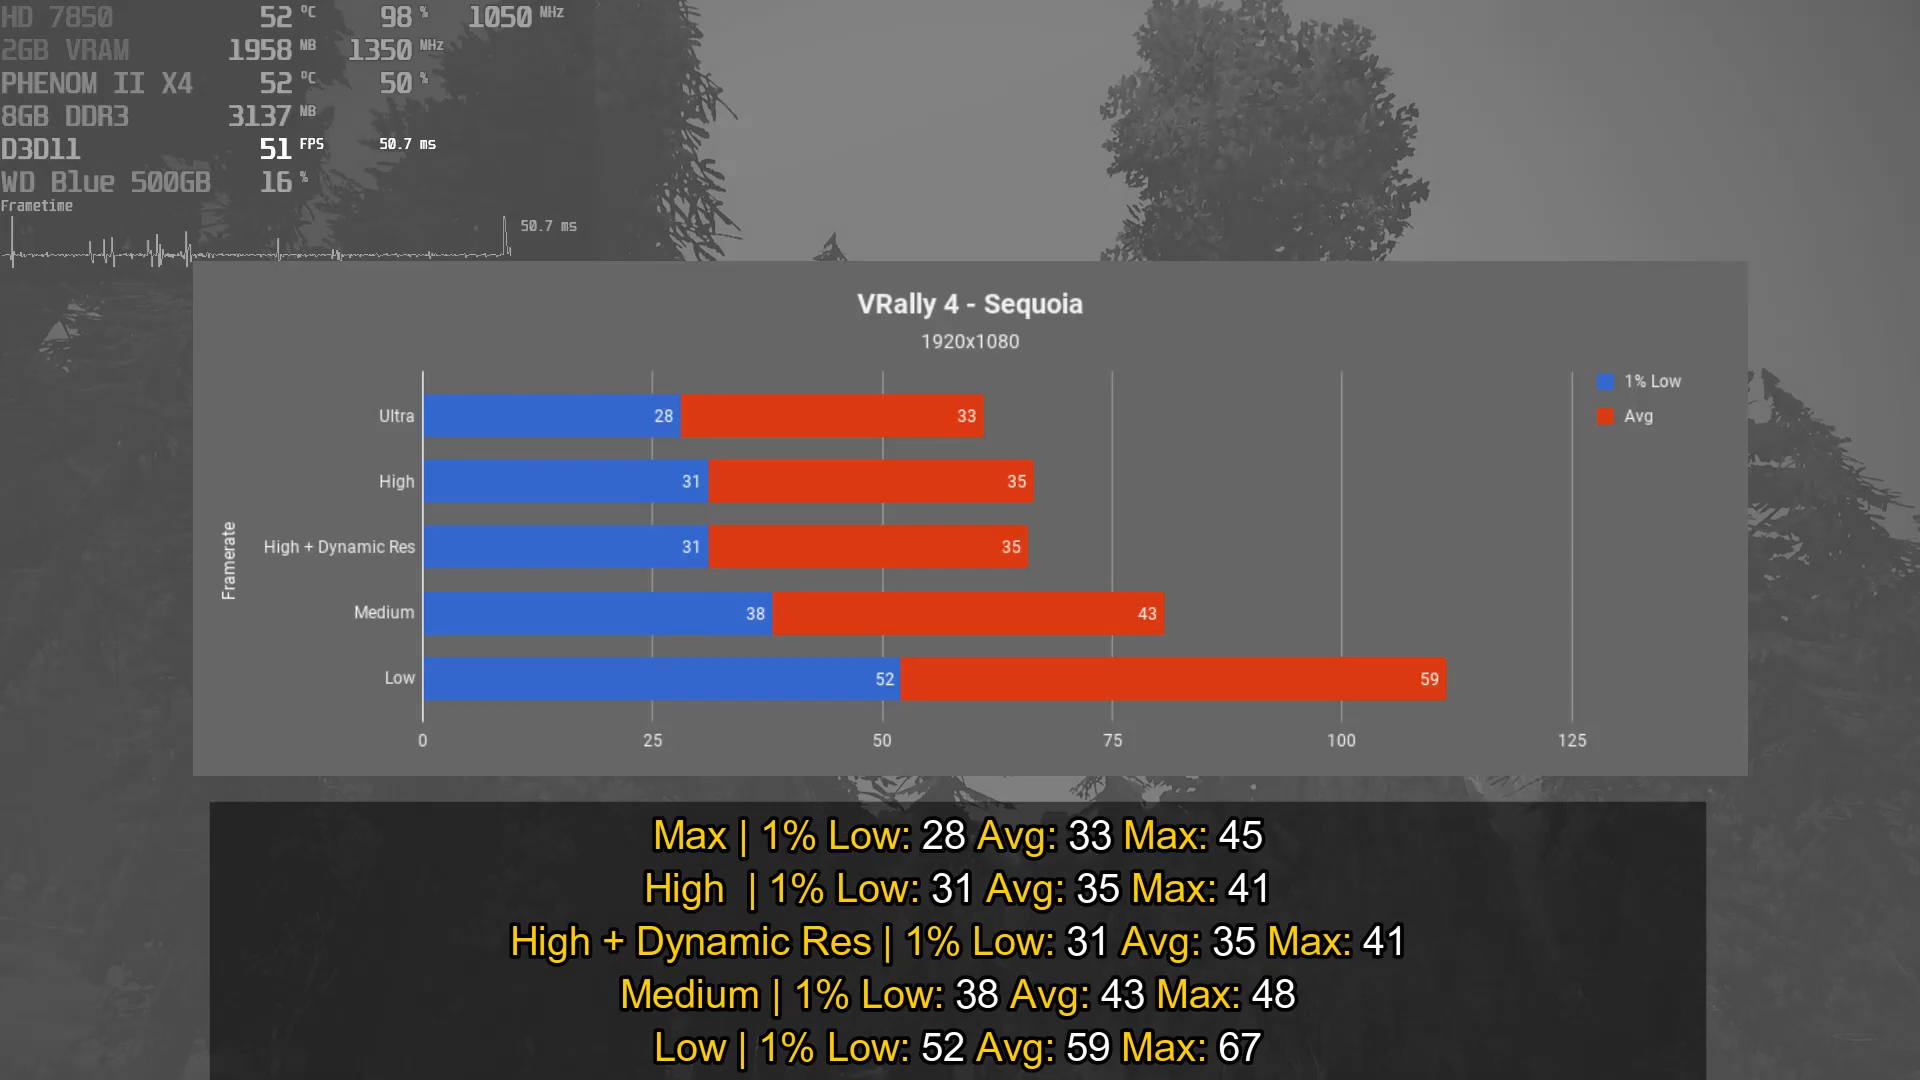 HD 7850 52 °C 98 % 1050 MHz
2GB VRAM 1958 MB 1350 MHz
PHENOM II X4 52 °C 50 %
8GB DDR3 3137 MB
D3D11 51 FPS 50.7 ms
WD Blue 500GB 16 %
Frametime
50.7 ms
VRally 4 - Sequoia
1920x1080
1% Low
Avg
Framerate
Ultra 28 33
High 31 35
High + Dynamic Res 31 35
Medium 38 43
Low 52 59
0 25 50 75 100 125
Max | 1% Low: 28 Avg: 33 Max: 45
High | 1% Low: 31 Avg: 35 Max: 41
High + Dynamic Res | 1% Low: 31 Avg: 35 Max: 41
Medium | 1% Low: 38 Avg: 43 Max: 48
Low | 1% Low: 52 Avg: 59 Max: 67